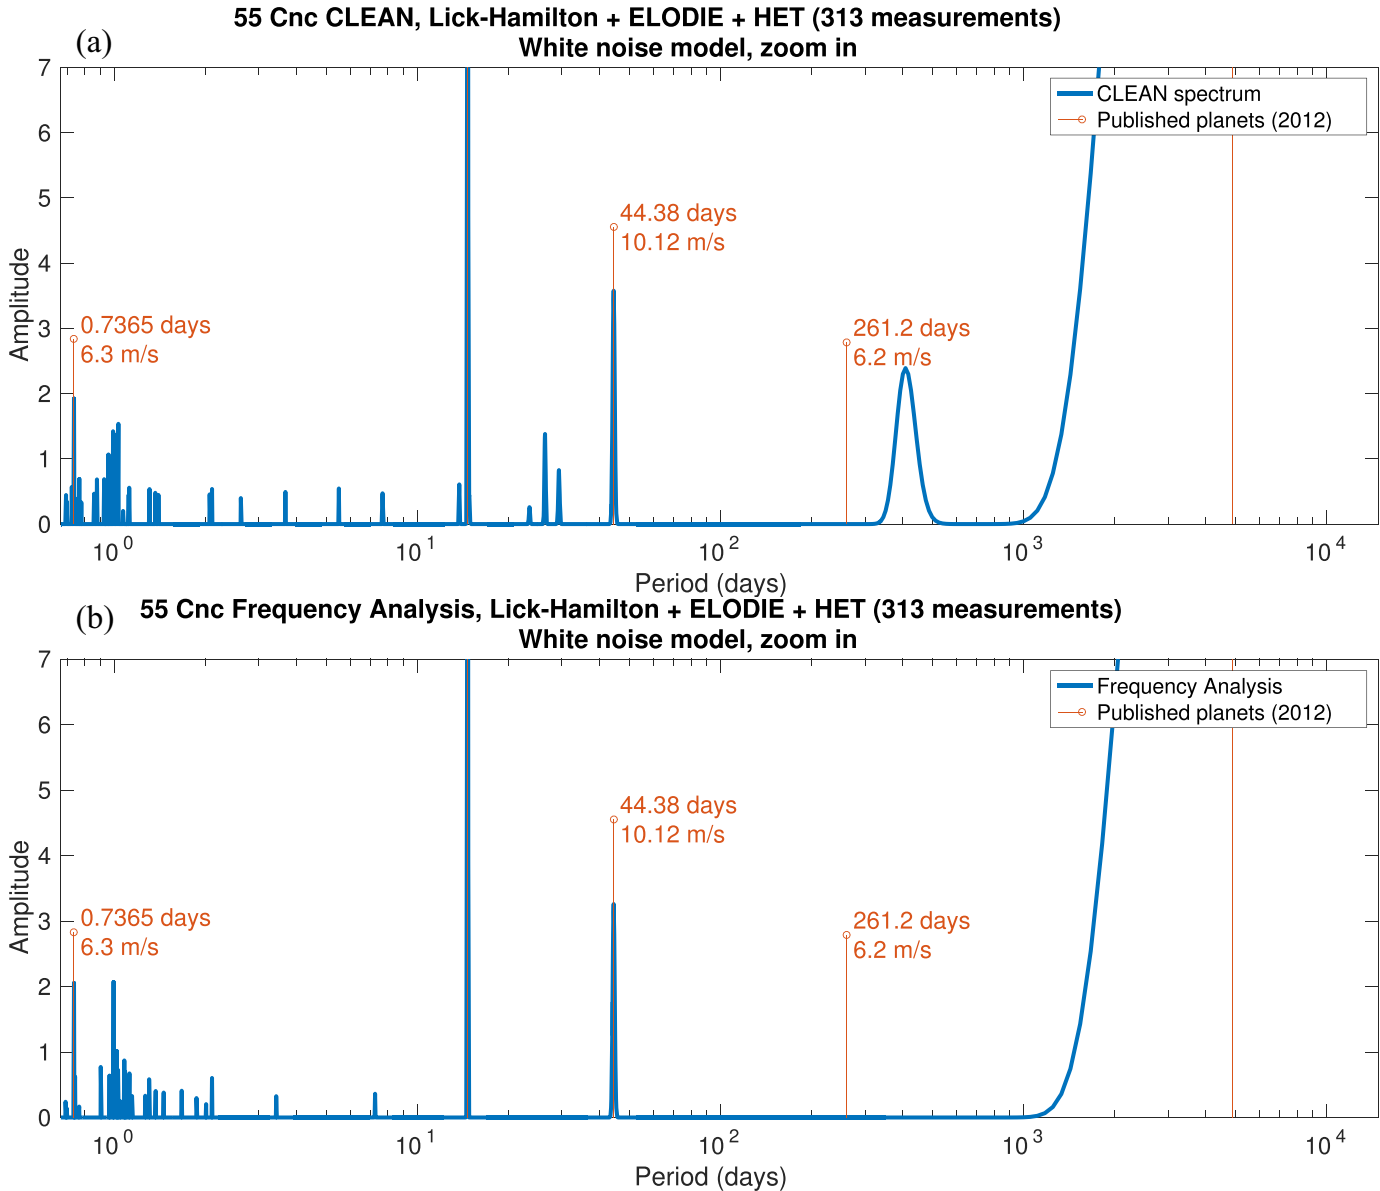 (a)
55 Cnc CLEAN, Lick-Hamilton + ELODIE + HET (313 measurements)
White noise model, zoom in
7
6
5
4
3
2
1
0
Amplitude
CLEAN spectrum
Published planets (2012)
0.7365 days
6.3 m/s
44.38 days
10.12 m/s
261.2 days
6.2 m/s
10^0
10^1
10^2
10^3
10^4
Period (days)
(b)
55 Cnc Frequency Analysis, Lick-Hamilton + ELODIE + HET (313 measurements)
White noise model, zoom in
7
6
5
4
3
2
1
0
Amplitude
Frequency Analysis
Published planets (2012)
0.7365 days
6.3 m/s
44.38 days
10.12 m/s
261.2 days
6.2 m/s
10^0
10^1
10^2
10^3
10^4
Period (days)